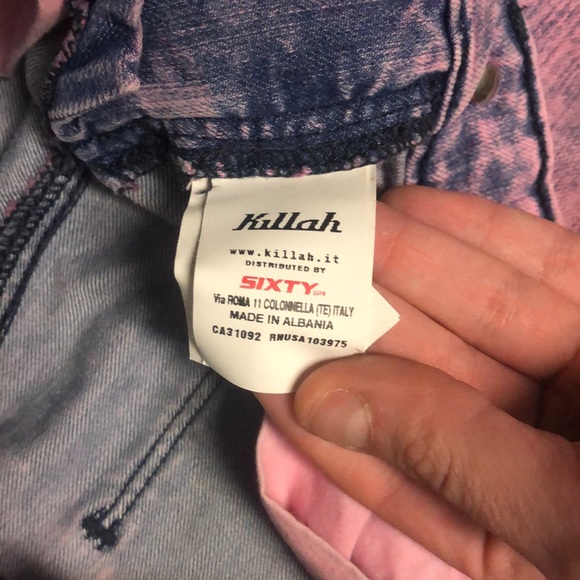 Killah
www.killah.it
DISTRIBUTED BY
SIXTY
Via ROMA 11 COLONNELLA (TE) ITALY
MADE IN ALBANIA
CA31092 RNUSA103975